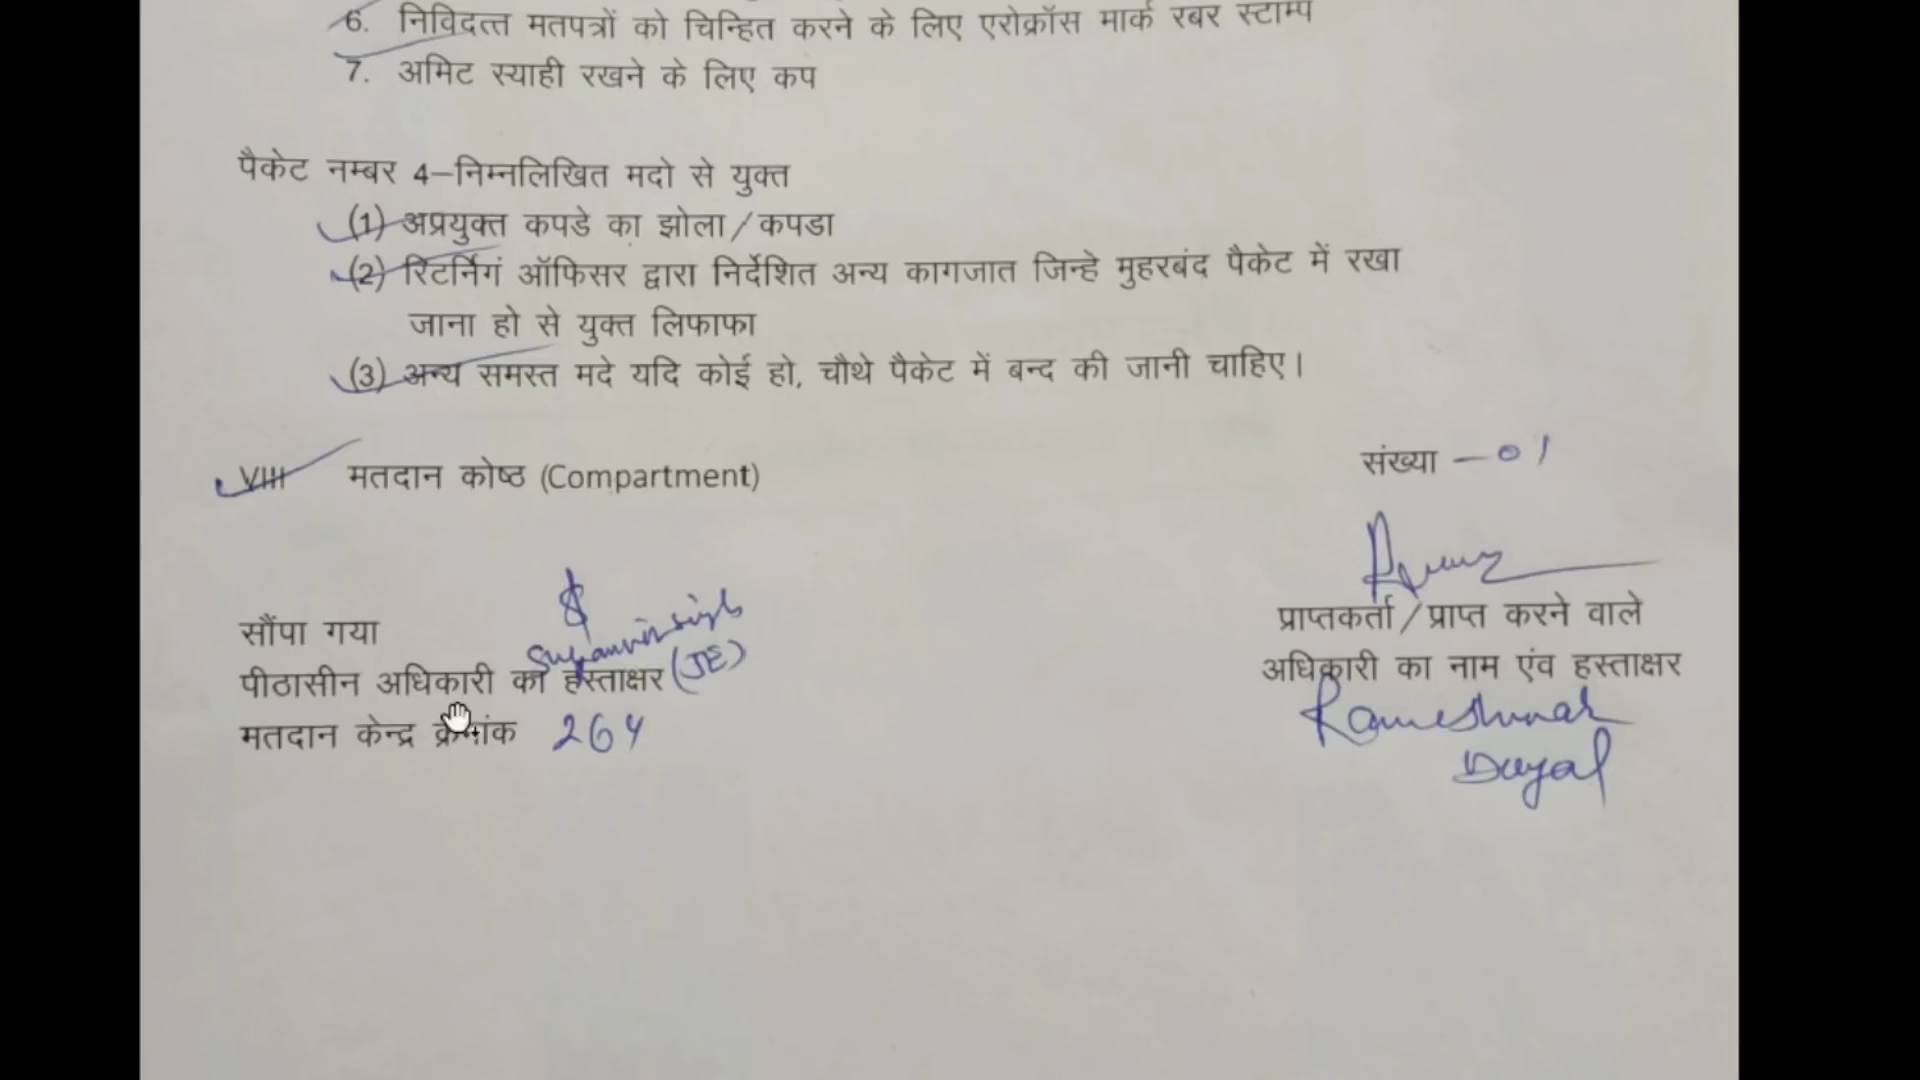 6. निविदत्त मतपत्रों को चिन्हित करने के लिए एरोक्रॉस मार्क रबर स्टाम्प
7. अमिट स्याही रखने के लिए कप
पैकेट नम्बर 4–निम्नलिखित मदो से युक्त
(1) अप्रयुक्त कपडे का झोला/कपडा
(2) रिटर्निगं ऑफिसर द्वारा निर्देशित अन्य कागजात जिन्हे मुहरबंद पैकेट में रखा
जाना हो से युक्त लिफाफा
(3) अन्य समस्त मदे यदि कोई हो, चौथे पैकेट में बन्द की जानी चाहिए।
VIII मतदान कोष्ठ (Compartment) संख्या – 01
सौंपा गया
singh
पीठासीन अधिकारी का हस्ताक्षर (JE)
मतदान केन्द्र क्रमांक 264
प्राप्तकर्ता/प्राप्त करने वाले
अधिकारी का नाम एंव हस्ताक्षर
Rameshwar
Dayal